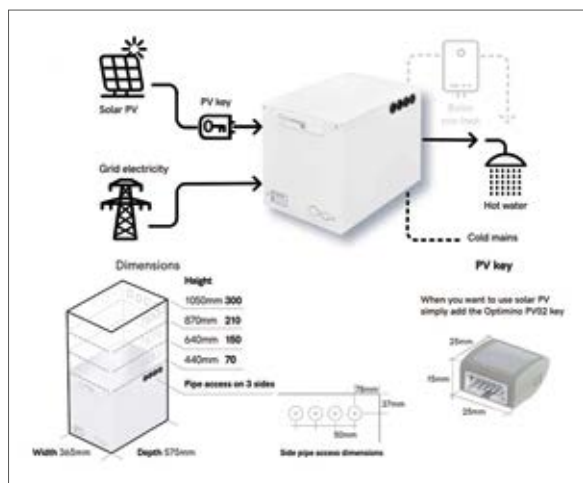 Solar PV
PV key
Grid electricity
Hot water
Cold mains
Dimensions
PV key
Height
1050mm 300
870mm 210
640mm 150
440mm 70
Pipe access on 3 sides
When you want to use solar PV
simply add the Optimino PV02 key
25mm
15mm
25mm
37mm
50mm
Side pipe access dimensions
Width 365mm
Depth 575mm